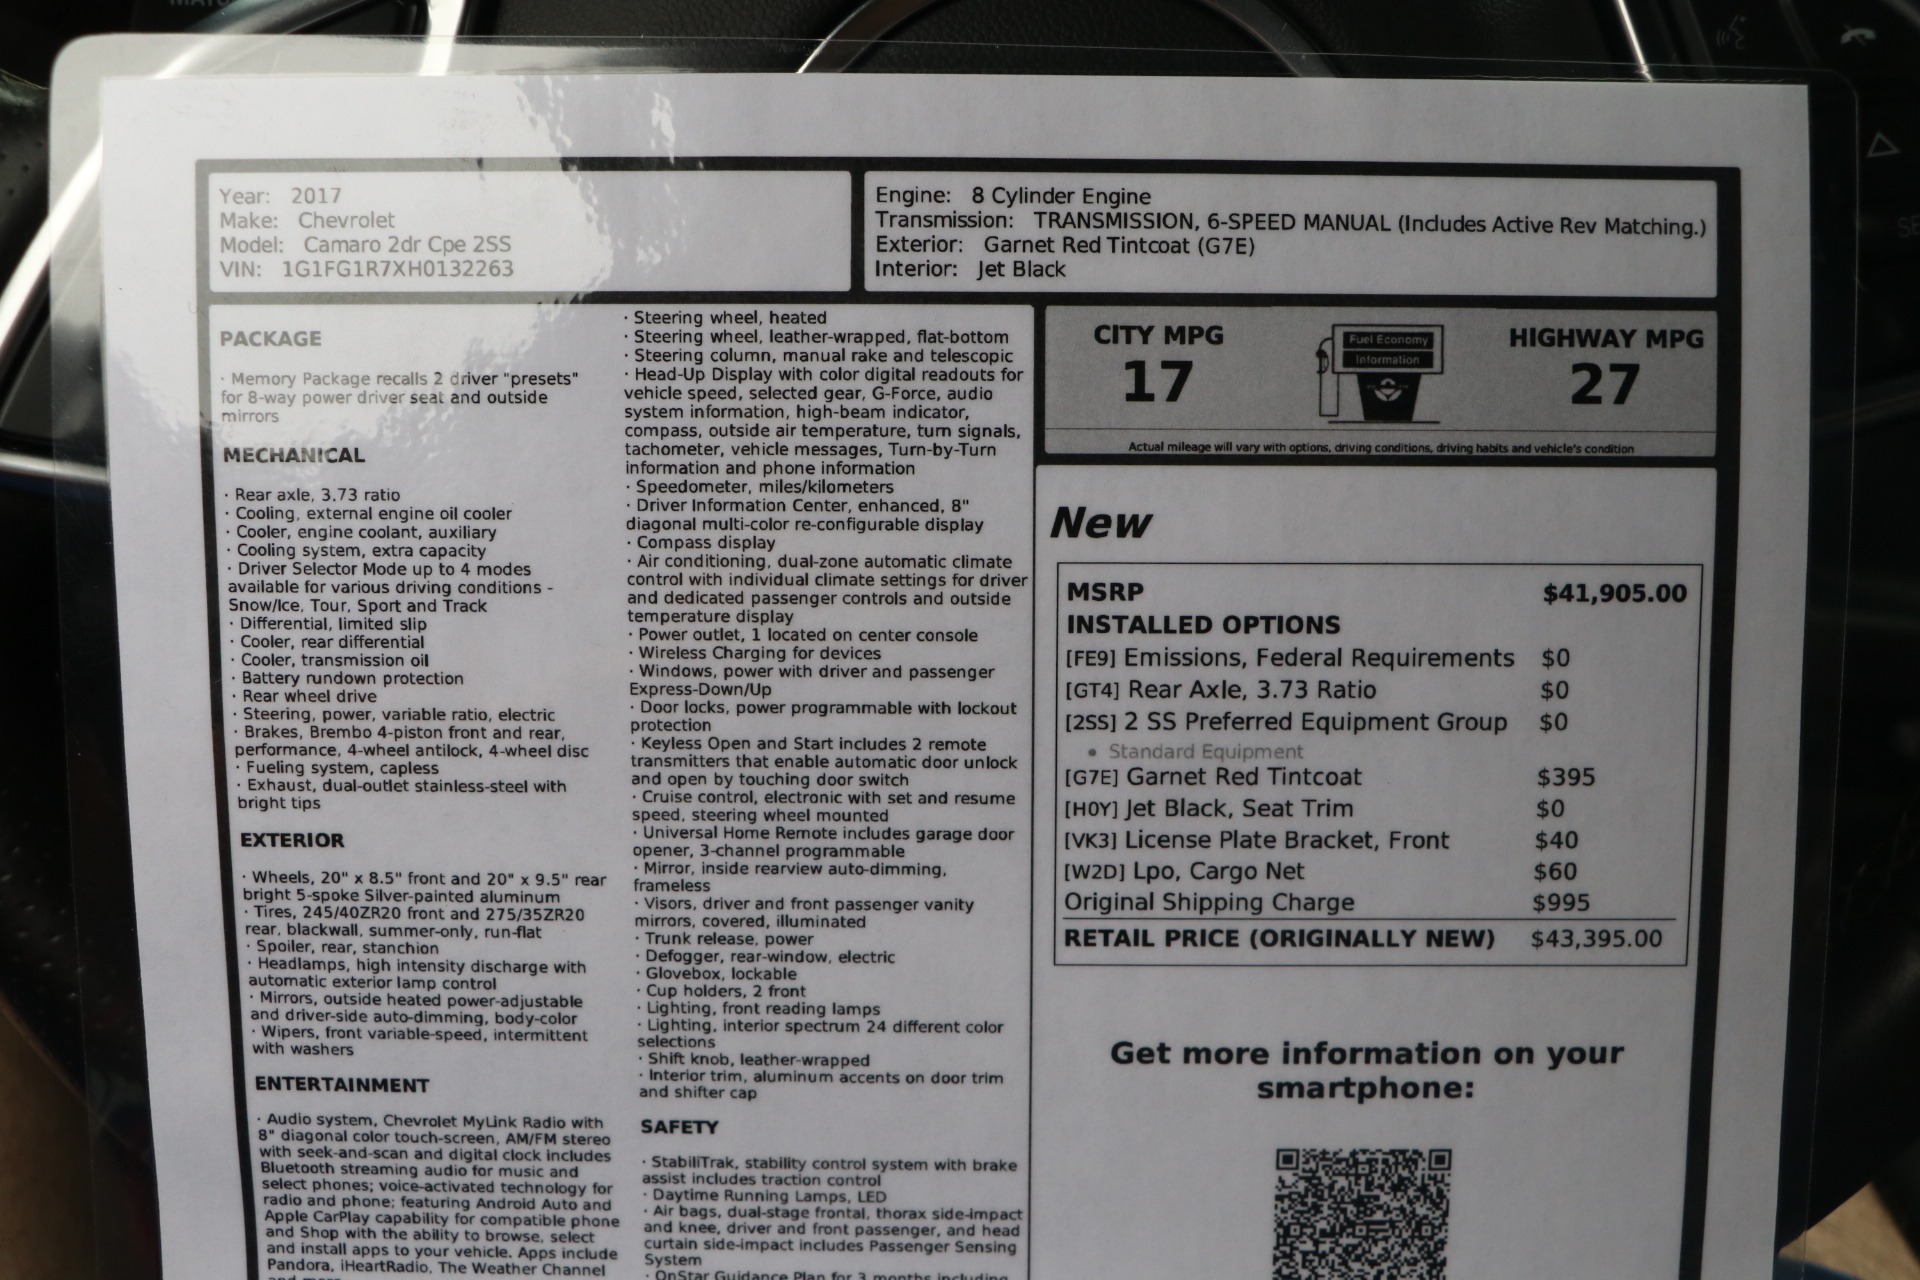 Year: 2017
Make: Chevrolet
Model: Camaro 2dr Cpe 2SS
VIN: 1G1FG1R7XH0132263
Engine: 8 Cylinder Engine
Transmission: TRANSMISSION, 6-SPEED MANUAL (Includes Active Rev Matching.)
Exterior: Garnet Red Tintcoat (G7E)
Interior: Jet Black
PACKAGE
· Memory Package recalls 2 driver "presets"
for 8-way power driver seat and outside
mirrors
MECHANICAL
· Rear axle, 3.73 ratio
· Cooling, external engine oil cooler
· Cooler, engine coolant, auxiliary
· Cooling system, extra capacity
· Driver Selector Mode up to 4 modes
available for various driving conditions -
Snow/Ice, Tour, Sport and Track
· Differential, limited slip
· Cooler, rear differential
· Cooler, transmission oil
· Battery rundown protection
· Rear wheel drive
· Steering, power, variable ratio, electric
· Brakes, Brembo 4-piston front and rear,
performance, 4-wheel antilock, 4-wheel disc
· Fueling system, capless
· Exhaust, dual-outlet stainless-steel with
bright tips
EXTERIOR
· Wheels, 20" x 8.5" front and 20" x 9.5" rear
bright 5-spoke Silver-painted aluminum
· Tires, 245/40ZR20 front and 275/35ZR20
rear, blackwall, summer-only, run-flat
· Spoiler, rear, stanchion
· Headlamps, high intensity discharge with
automatic exterior lamp control
· Mirrors, outside heated power-adjustable
and driver-side auto-dimming, body-color
· Wipers, front variable-speed, intermittent
with washers
ENTERTAINMENT
· Audio system, Chevrolet MyLink Radio with
8" diagonal color touch-screen, AM/FM stereo
with seek-and-scan and digital clock includes
Bluetooth streaming audio for music and
select phones; voice-activated technology for
radio and phone; featuring Android Auto and
Apple CarPlay capability for compatible phone
and Shop with the ability to browse, select
and install apps to your vehicle. Apps include
Pandora, iHeartRadio, The Weather Channel
· Steering wheel, heated
· Steering wheel, leather-wrapped, flat-bottom
· Steering column, manual rake and telescopic
· Head-Up Display with color digital readouts for
vehicle speed, selected gear, G-Force, audio
system information, high-beam indicator,
compass, outside air temperature, turn signals,
tachometer, vehicle messages, Turn-by-Turn
information and phone information
· Speedometer, miles/kilometers
· Driver Information Center, enhanced, 8"
diagonal multi-color re-configurable display
· Compass display
· Air conditioning, dual-zone automatic climate
control with individual climate settings for driver
and dedicated passenger controls and outside
temperature display
· Power outlet, 1 located on center console
· Wireless Charging for devices
· Windows, power with driver and passenger
Express-Down/Up
· Door locks, power programmable with lockout
protection
· Keyless Open and Start includes 2 remote
transmitters that enable automatic door unlock
and open by touching door switch
· Cruise control, electronic with set and resume
speed, steering wheel mounted
· Universal Home Remote includes garage door
opener, 3-channel programmable
· Mirror, inside rearview auto-dimming,
frameless
· Visors, driver and front passenger vanity
mirrors, covered, illuminated
· Trunk release, power
· Defogger, rear-window, electric
· Glovebox, lockable
· Cup holders, 2 front
· Lighting, front reading lamps
· Lighting, interior spectrum 24 different color
selections
· Shift knob, leather-wrapped
· Interior trim, aluminum accents on door trim
and shifter cap
SAFETY
· StabiliTrak, stability control system with brake
assist includes traction control
· Daytime Running Lamps, LED
· Air bags, dual-stage frontal, thorax side-impact
and knee, driver and front passenger, and head
curtain side-impact includes Passenger Sensing
System
· OnStar Guidance Plan for 3 months including
CITY MPG
17
Fuel Economy
Information
HIGHWAY MPG
27
Actual mileage will vary with options, driving conditions, driving habits and vehicle's condition
New
MSRP $41,905.00
INSTALLED OPTIONS
[FE9] Emissions, Federal Requirements $0
[GT4] Rear Axle, 3.73 Ratio $0
[2SS] 2 SS Preferred Equipment Group $0
• Standard Equipment
[G7E] Garnet Red Tintcoat $395
[H0Y] Jet Black, Seat Trim $0
[VK3] License Plate Bracket, Front $40
[W2D] Lpo, Cargo Net $60
Original Shipping Charge $995
RETAIL PRICE (ORIGINALLY NEW) $43,395.00
Get more information on your
smartphone: